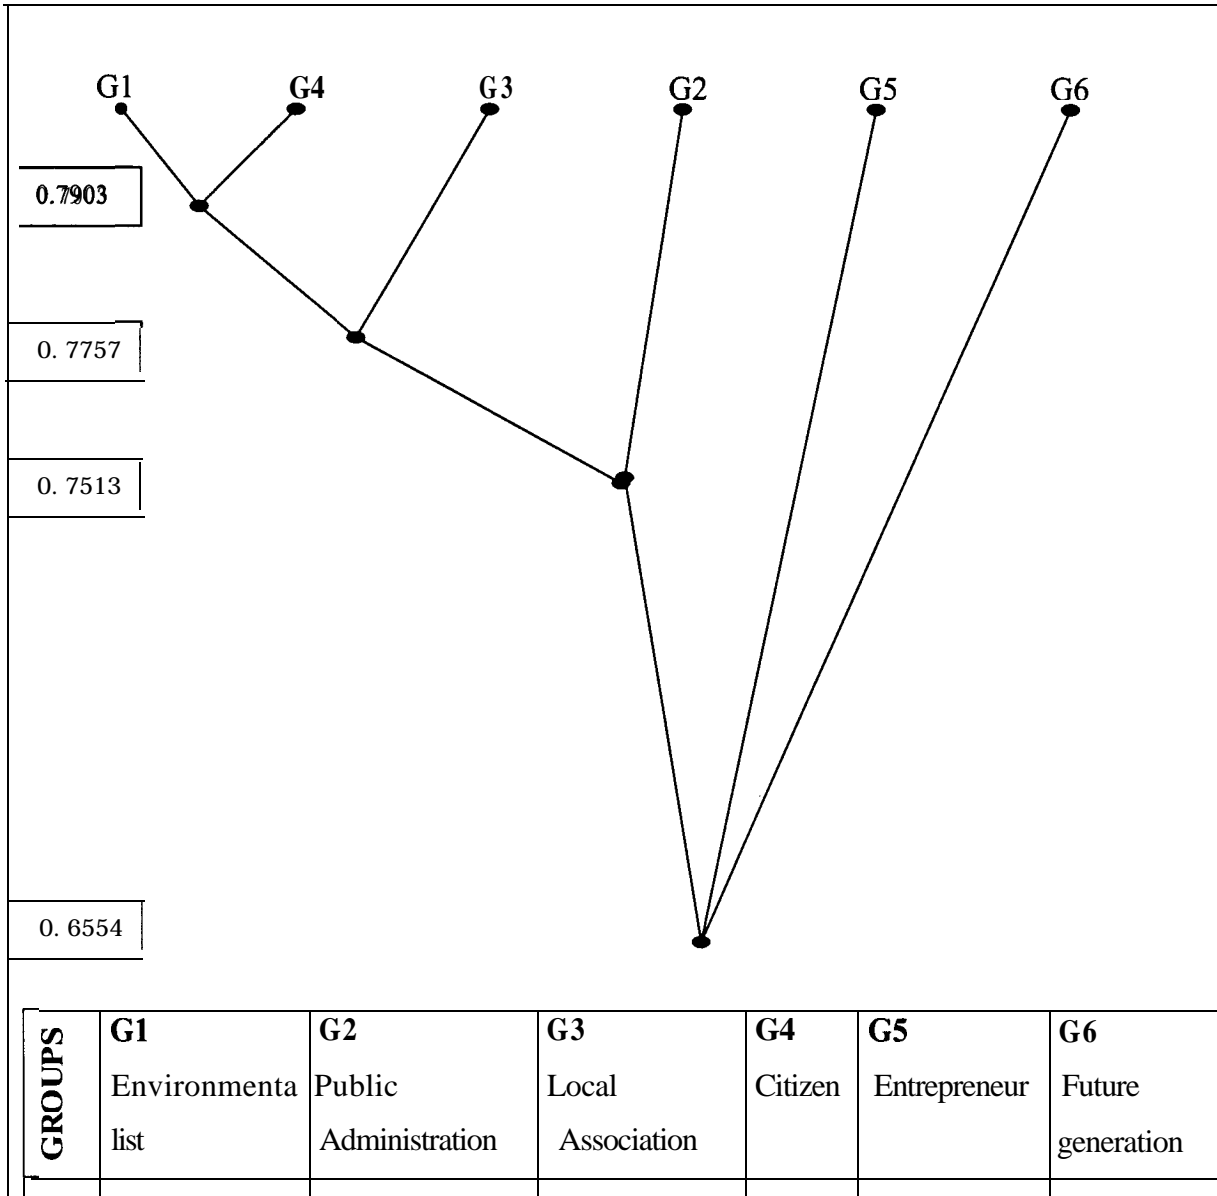 G1 G4 G3 G2 G5 G6
0.7903
0. 7757
0. 7513
0. 6554
GROUPS
G1 G2 G3 G4 G5 G6
Environmenta Public Local Citizen Entrepreneur Future
list Administration Association generation